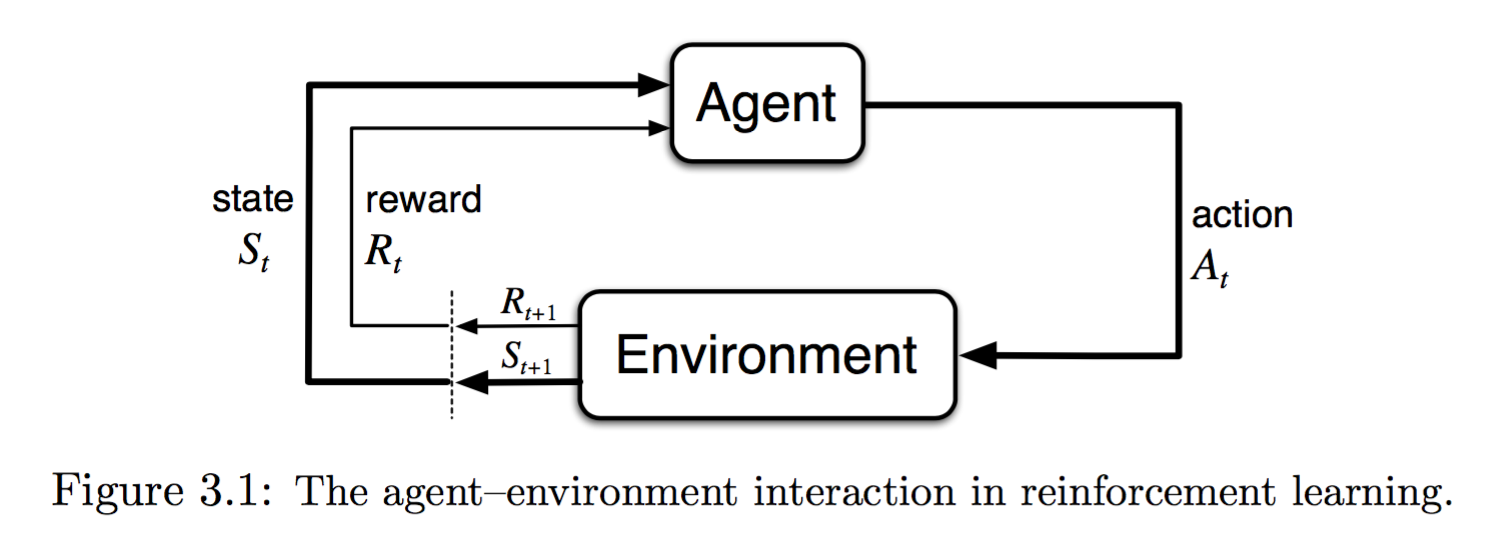 Agent
state
S_t
reward
R_t
action
A_t
R_{t+1}
S_{t+1}
Environment
Figure 3.1: The agent–environment interaction in reinforcement learning.